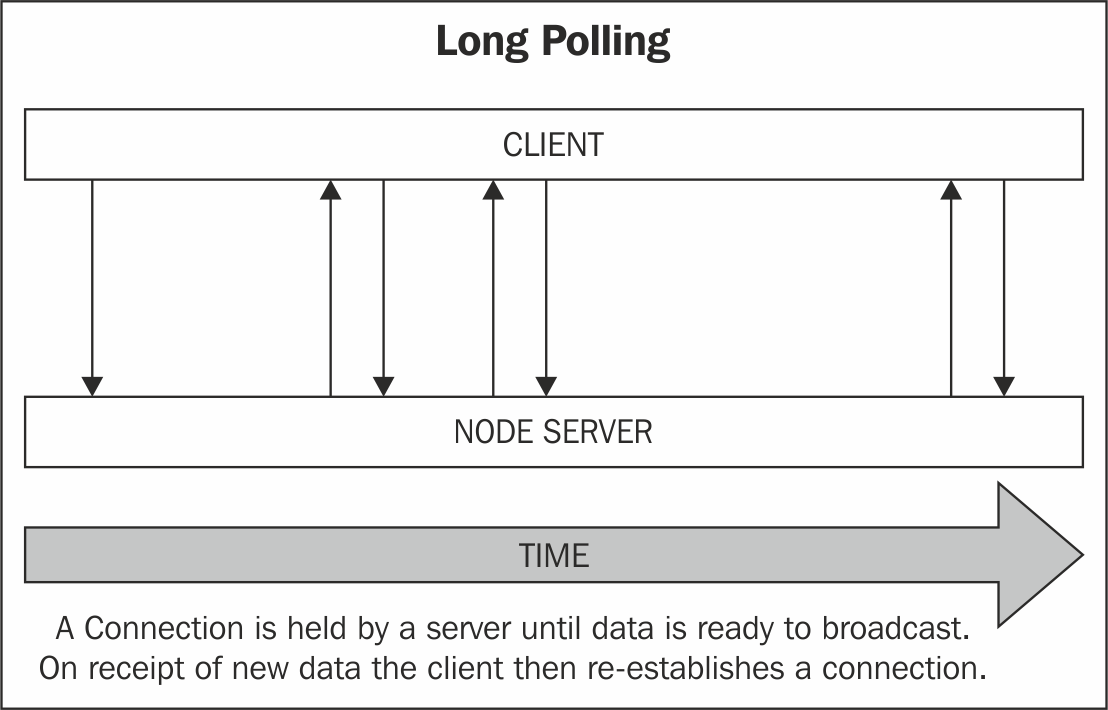 Long Polling
CLIENT
NODE SERVER
TIME
A Connection is held by a server until data is ready to broadcast.
On receipt of new data the client then re-establishes a connection.